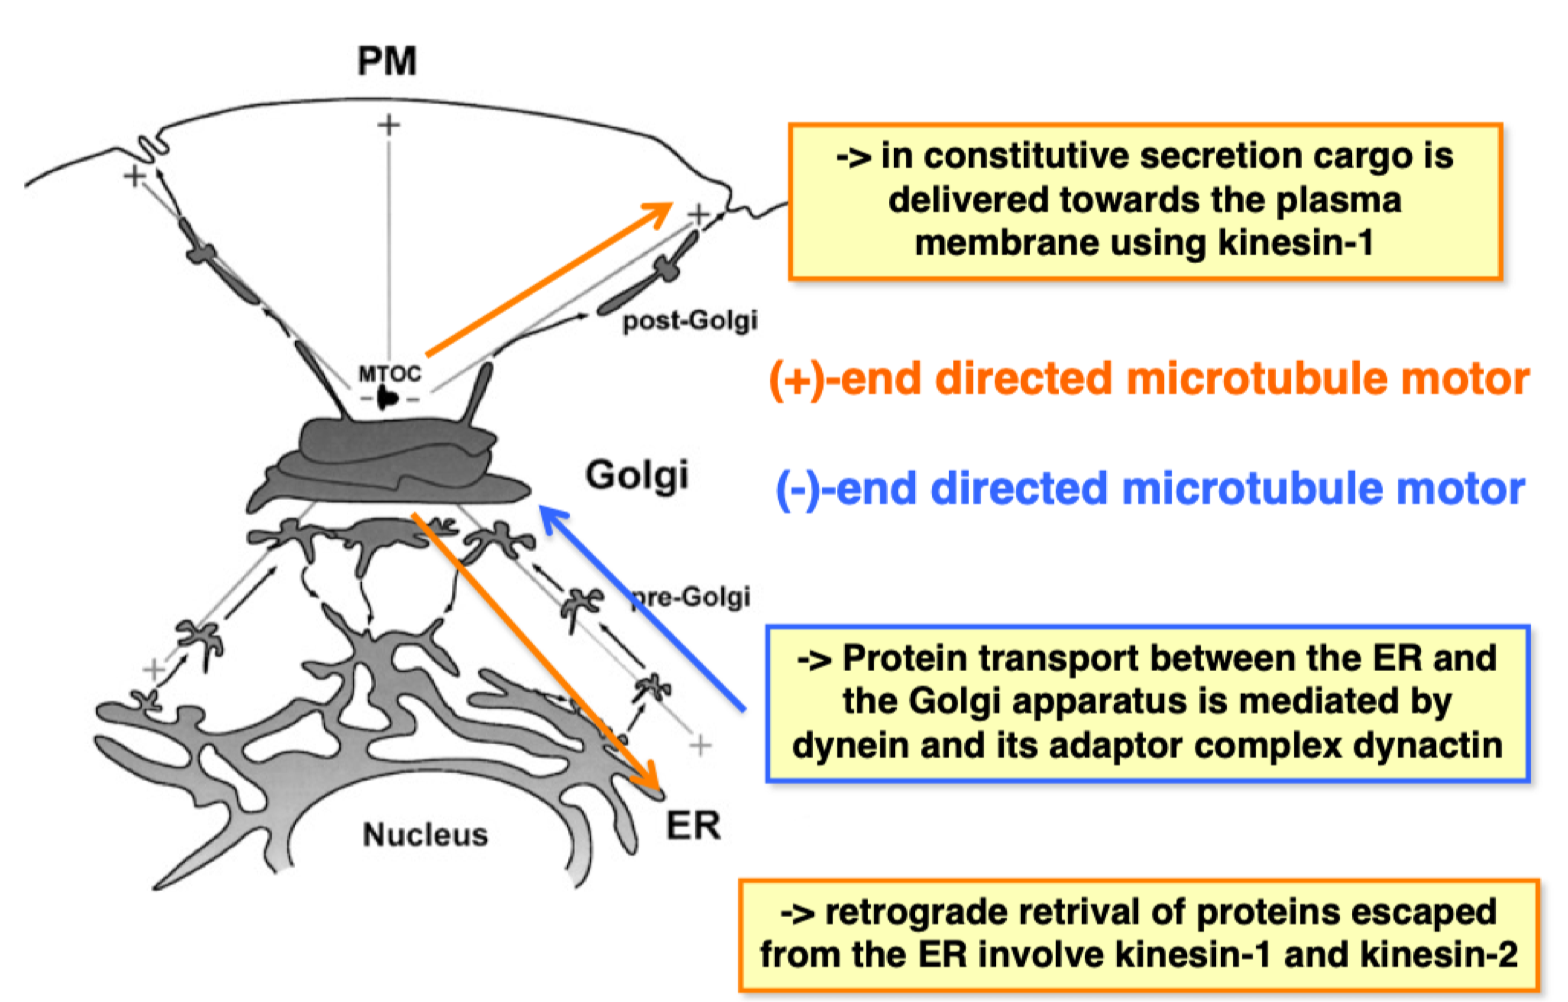 PM
+
+
+
-> in constitutive secretion cargo is
delivered towards the plasma
membrane using kinesin-1
post-Golgi
MTOC
- -
(+)-end directed microtubule motor
Golgi
(-)-end directed microtubule motor
pre-Golgi
+
+
-> Protein transport between the ER and
the Golgi apparatus is mediated by
dynein and its adaptor complex dynactin
Nucleus
ER
-> retrograde retrival of proteins escaped
from the ER involve kinesin-1 and kinesin-2